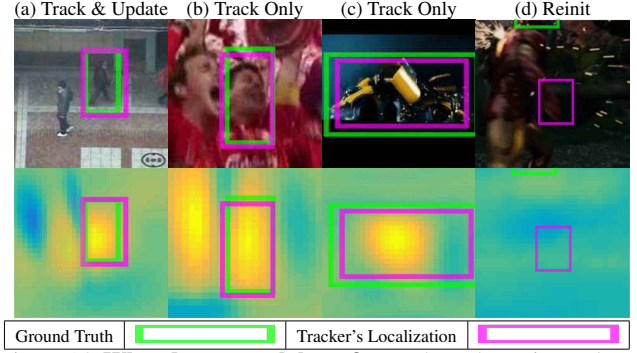 (a) Track & Update (b) Track Only (c) Track Only (d) Reinit
Ground Truth Tracker's Localization